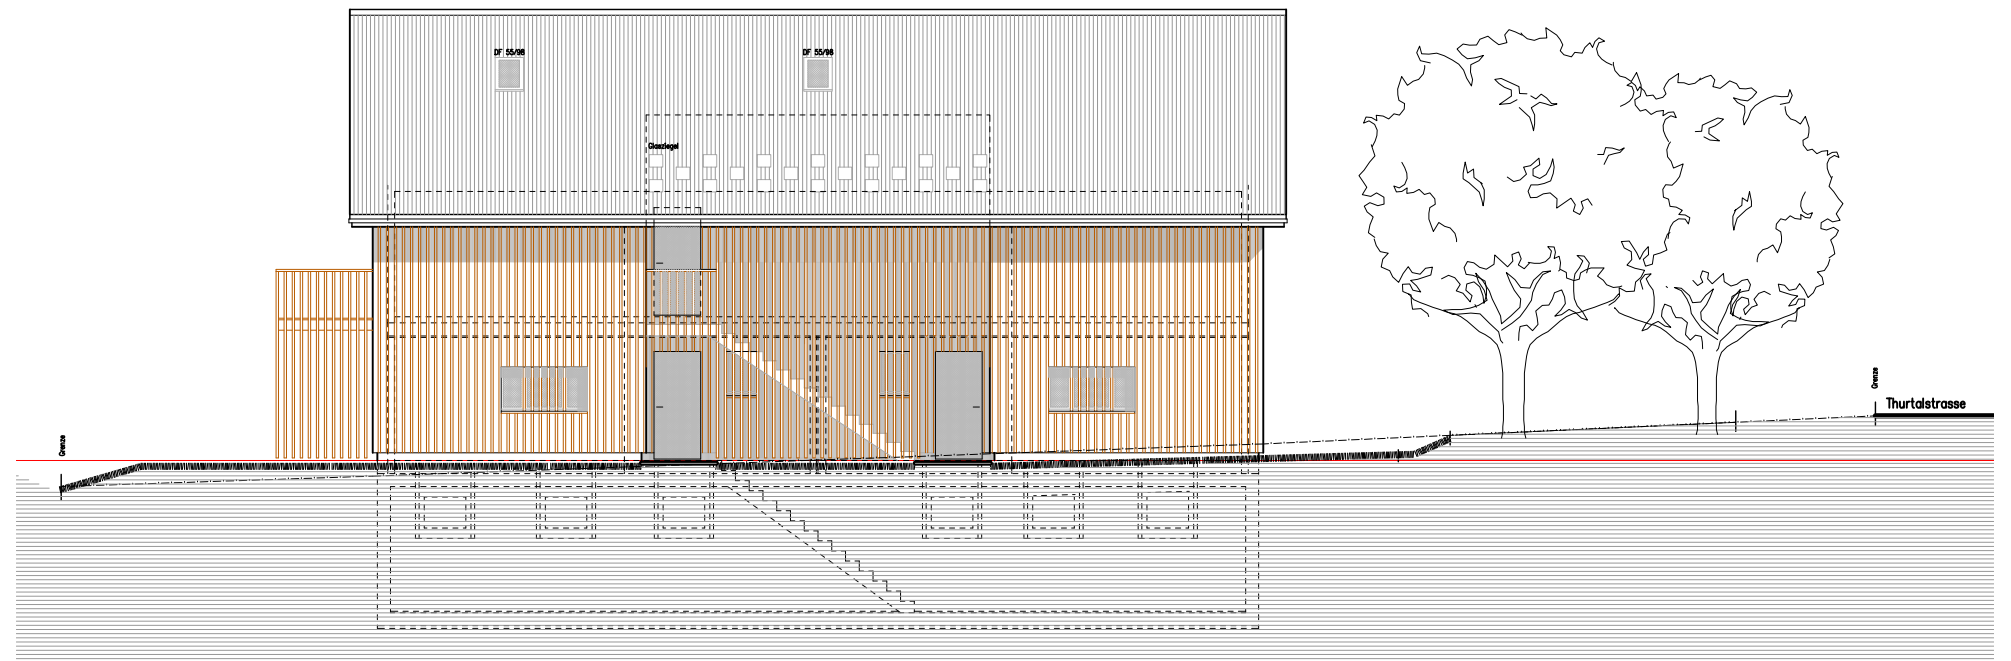 DF 55/98
DF 55/98
Glasziegel
Grenze
Thurtalstrasse
Grenze